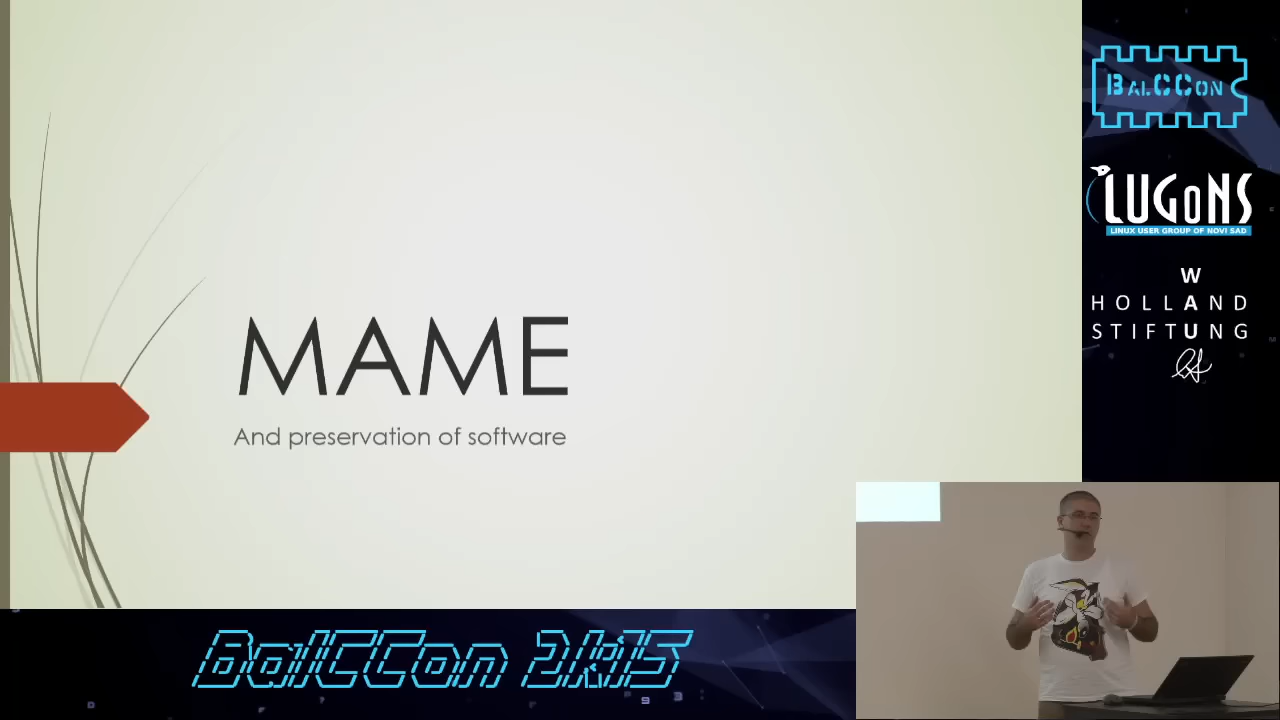 MAME
And preservation of software
BALCCON
LUGoNS
LINUX USER GROUP OF NOVI SAD
W
HOLLAND
STIFTUNG
BalCCon 2k15